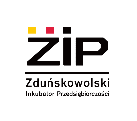 ZIP
Zduńskowolski
Inkubator Przedsiębiorczości